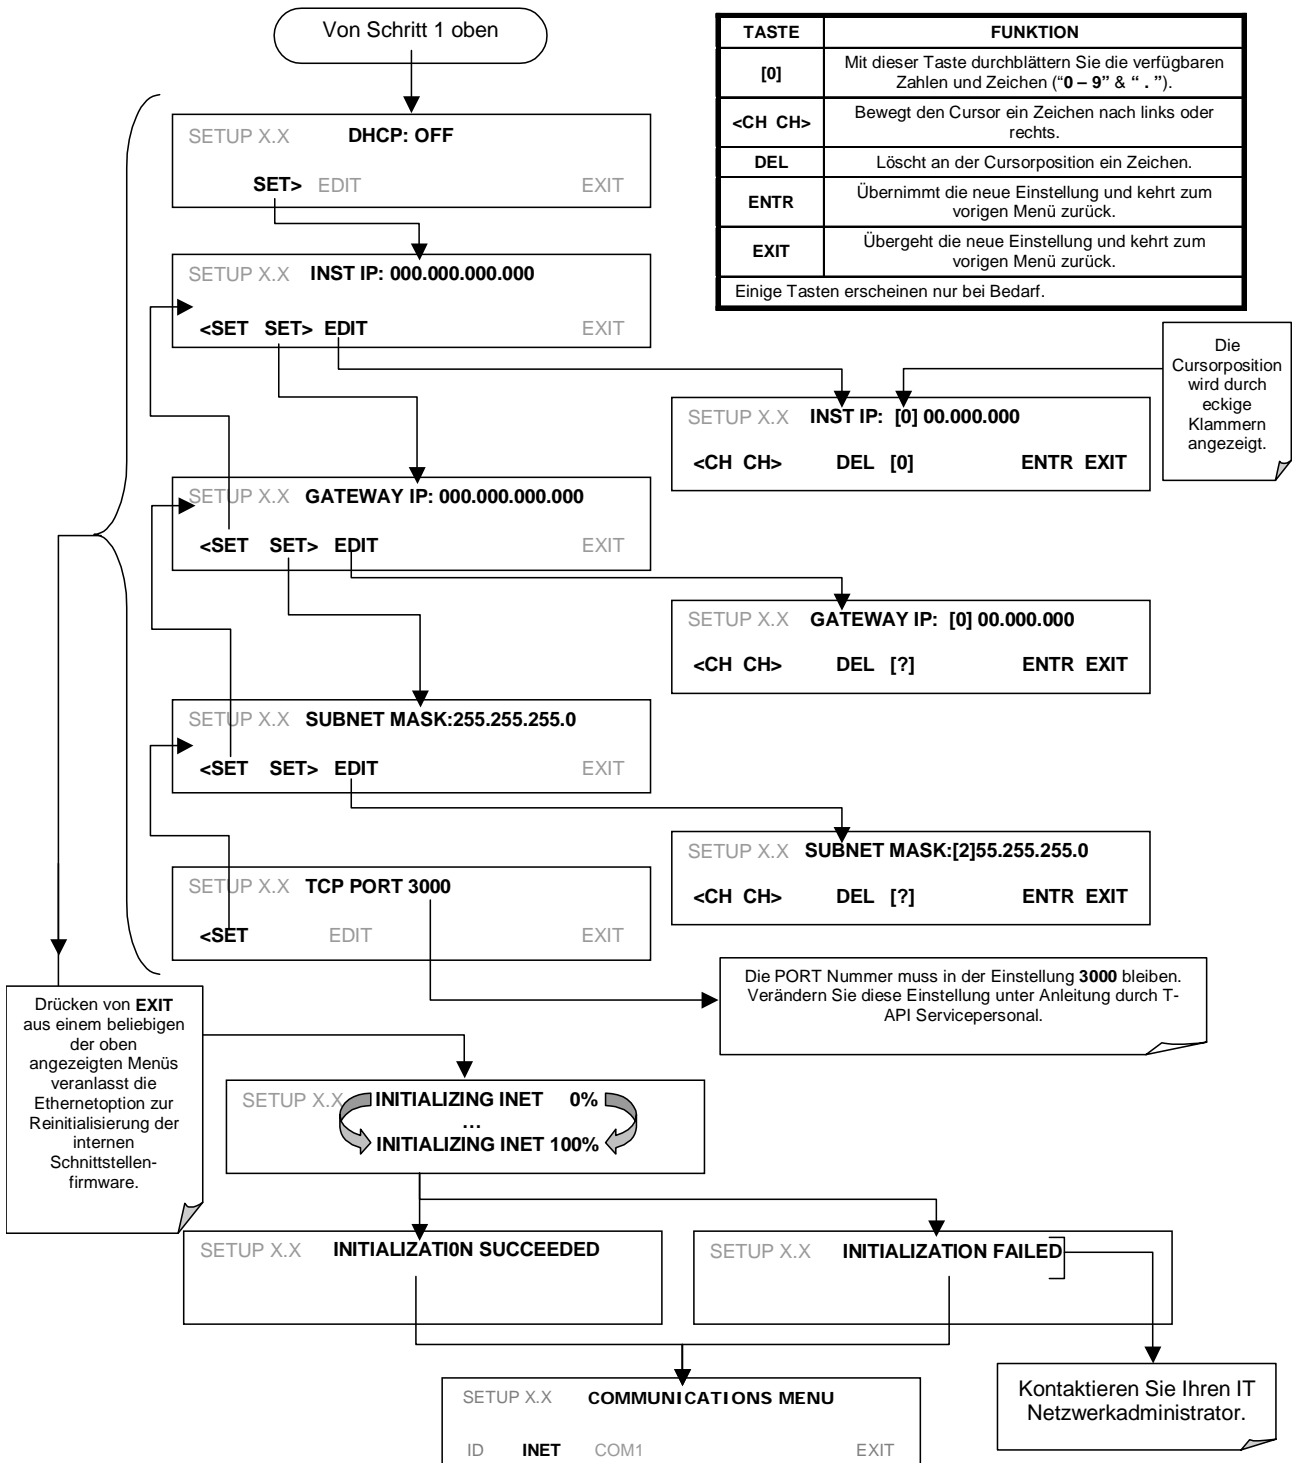 Von Schritt 1 oben
TASTE FUNKTION
[0] Mit dieser Taste durchblättern Sie die verfügbaren
Zahlen und Zeichen (“0 – 9” & “ . ”).
<CH CH> Bewegt den Cursor ein Zeichen nach links oder
rechts.
DEL Löscht an der Cursorposition ein Zeichen.
ENTR Übernimmt die neue Einstellung und kehrt zum
vorigen Menü zurück.
EXIT Übergeht die neue Einstellung und kehrt zum
vorigen Menü zurück.
Einige Tasten erscheinen nur bei Bedarf.
SETUP X.X DHCP: OFF
SET> EDIT EXIT
SETUP X.X INST IP: 000.000.000.000
<SET SET> EDIT EXIT
Die
Cursorposition
wird durch
eckige
Klammern
angezeigt.
SETUP X.X INST IP: [0] 00.000.000
<CH CH> DEL [0] ENTR EXIT
SETUP X.X GATEWAY IP: 000.000.000.000
<SET SET> EDIT EXIT
SETUP X.X GATEWAY IP: [0] 00.000.000
<CH CH> DEL [?] ENTR EXIT
SETUP X.X SUBNET MASK:255.255.255.0
<SET SET> EDIT EXIT
SETUP X.X SUBNET MASK:[2]55.255.255.0
<CH CH> DEL [?] ENTR EXIT
SETUP X.X TCP PORT 3000
<SET EDIT EXIT
Die PORT Nummer muss in der Einstellung 3000 bleiben.
Verändern Sie diese Einstellung unter Anleitung durch T-
API Servicepersonal.
Drücken von EXIT
aus einem beliebigen
der oben
angezeigten Menüs
veranlasst die
Ethernetoption zur
Reinitialisierung der
internen
Schnittstellen-
firmware.
SETUP X.X INITIALIZING INET 0%
…
INITIALIZING INET 100%
SETUP X.X INITIALIZATI0N SUCCEEDED
SETUP X.X INITIALIZATION FAILED
Kontaktieren Sie Ihren IT
Netzwerkadministrator.
SETUP X.X COMMUNICATIONS MENU
ID INET COM1 EXIT